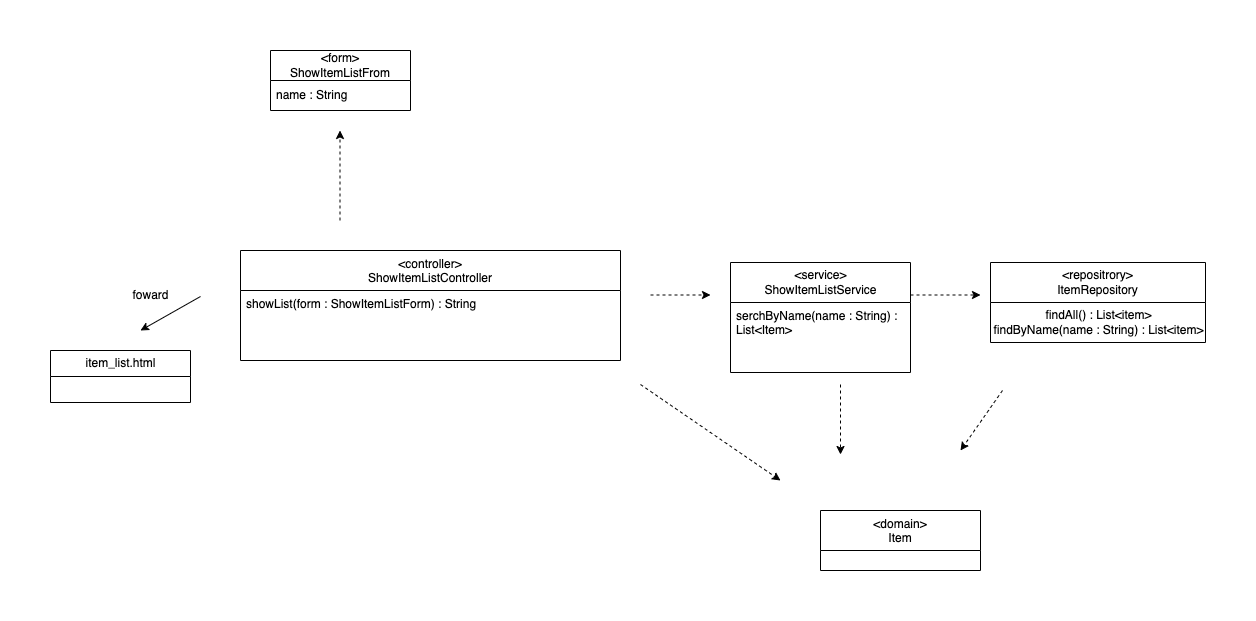 <form>
ShowItemListFrom
name : String
<controller>
ShowItemListController
showList(form : ShowItemListForm) : String
foward
item_list.html
<service>
ShowItemListService
serchByName(name : String) :
List<Item>
<repositrory>
ItemRepository
findAll() : List<item>
findByName(name : String) : List<item>
<domain>
Item